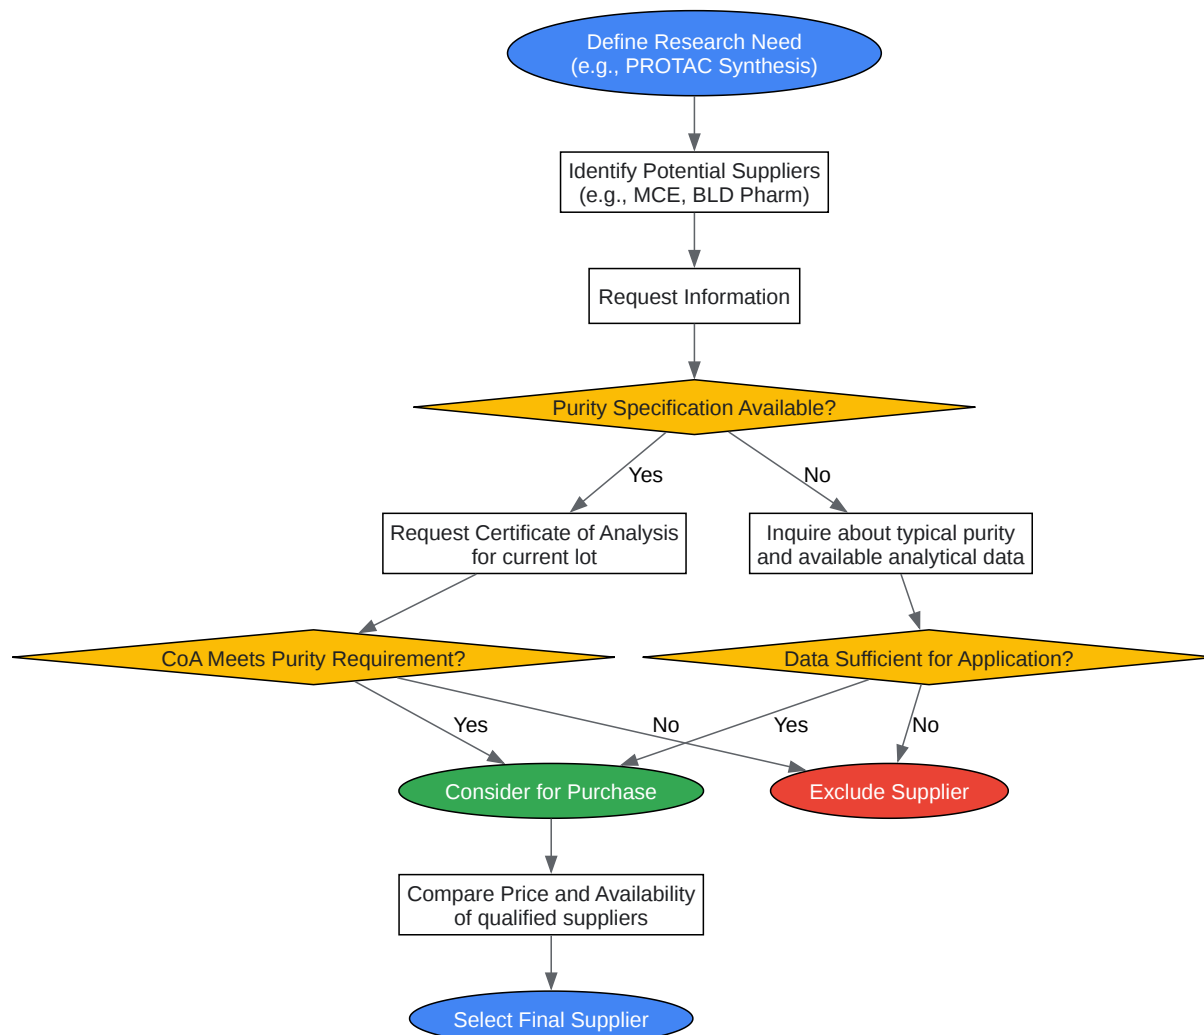 Define Research Need
(e.g., PROTAC Synthesis)
Identify Potential Suppliers
(e.g., MCE, BLD Pharm)
Request Information
Purity Specification Available?
Yes
No
Request Certificate of Analysis
for current lot
Inquire about typical purity
and available analytical data
CoA Meets Purity Requirement?
Data Sufficient for Application?
Yes
No
Yes
No
Consider for Purchase
Exclude Supplier
Compare Price and Availability
of qualified suppliers
Select Final Supplier